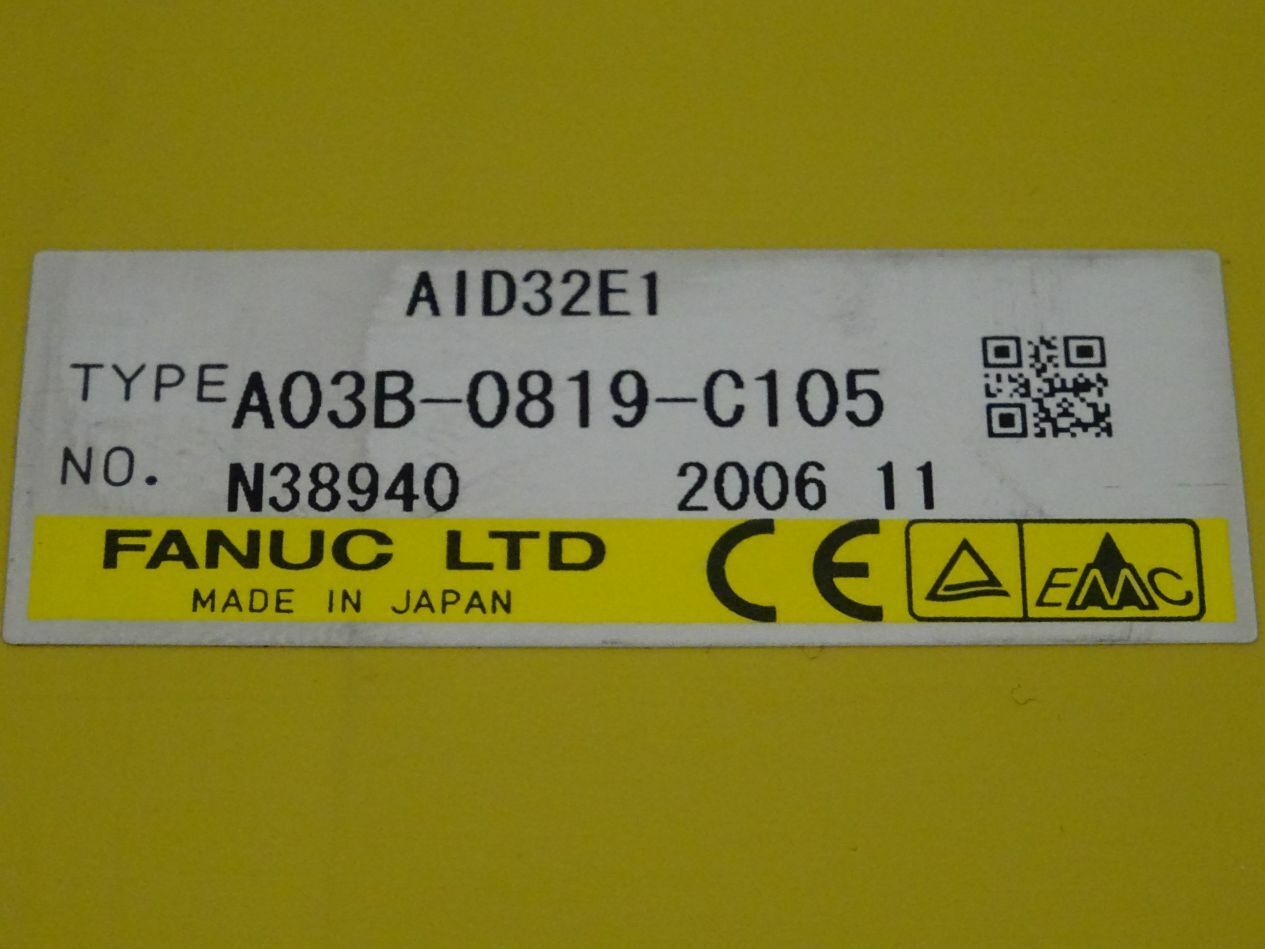 AID32E1
TYPE A03B-0819-C105
NO. N38940 2006 11
FANUC LTD CE EMC
MADE IN JAPAN